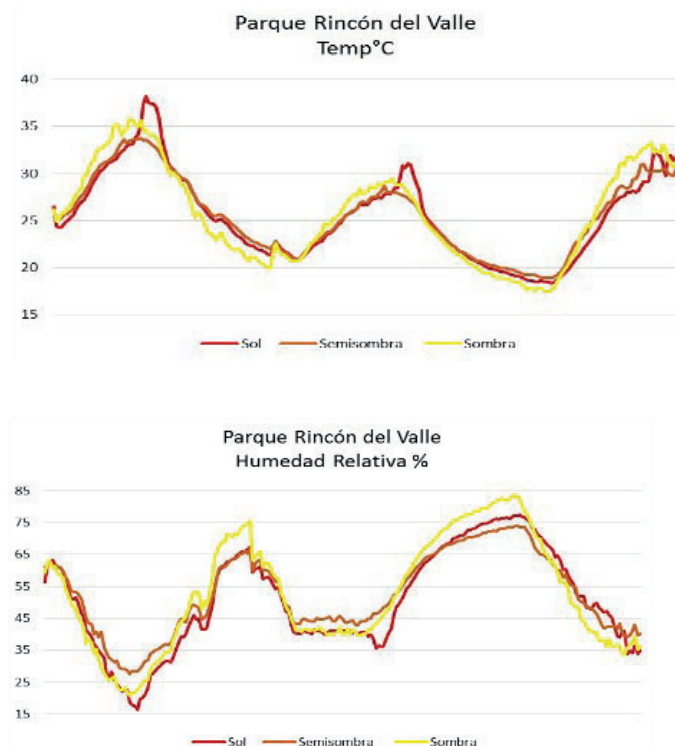 Parque Rincón del Valle
Temp°C
40
35
30
25
20
15
Sol Semisombra Sombra
Parque Rincón del Valle
Humedad Relativa %
85
75
65
55
45
35
25
15
Sol Semisombra Sombra